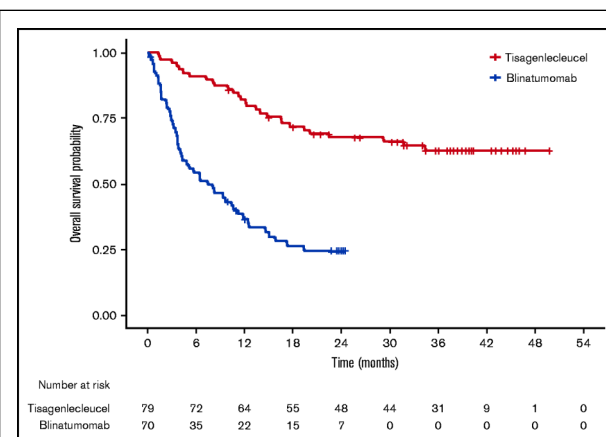 1.00
0.75
0.50
0.25
0.00
Overall survival probability
Tisagenlecleucel
Blinatumomab
0 6 12 18 24 30 36 42 48 54
Time (months)
Number at risk
Tisagenlecleucel 79 72 64 55 48 44 31 9 1 0
Blinatumomab 70 35 22 15 7 0 0 0 0 0